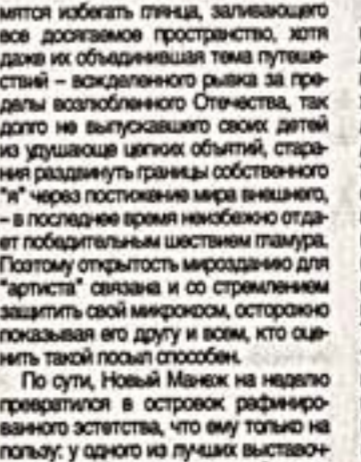 мятся избегать глянца, заливающего
все досягаемое пространство, хотя
даже их объединившая тема путеше-
ствий – вожделенного рывка за пре-
делы возлюбленного Отечества, так
долго не выпускавшего своих детей
из удушающе цепких объятий, стара-
ния раздвинуть границы собственного
"я" через постижение мира внешнего,
– в последнее время неизбежно отда-
ет победительным шествием гламура.
Поэтому открытость мирозданию для
"артиста" связана и со стремлением
защитить свой микрокосм, осторожно
показывая его другу и всем, кто оце-
нить такой посыл способен.
По сути, Новый Манеж на неделю
превратился в островок рафиниро-
ванного эстетства, что ему только на
пользу: у одного из лучших выставоч-